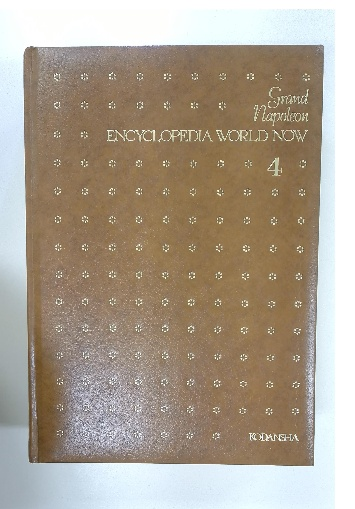 Grand
Napoleon
ENCYCLOPEDIA WORLD NOW
4
KODANSHA